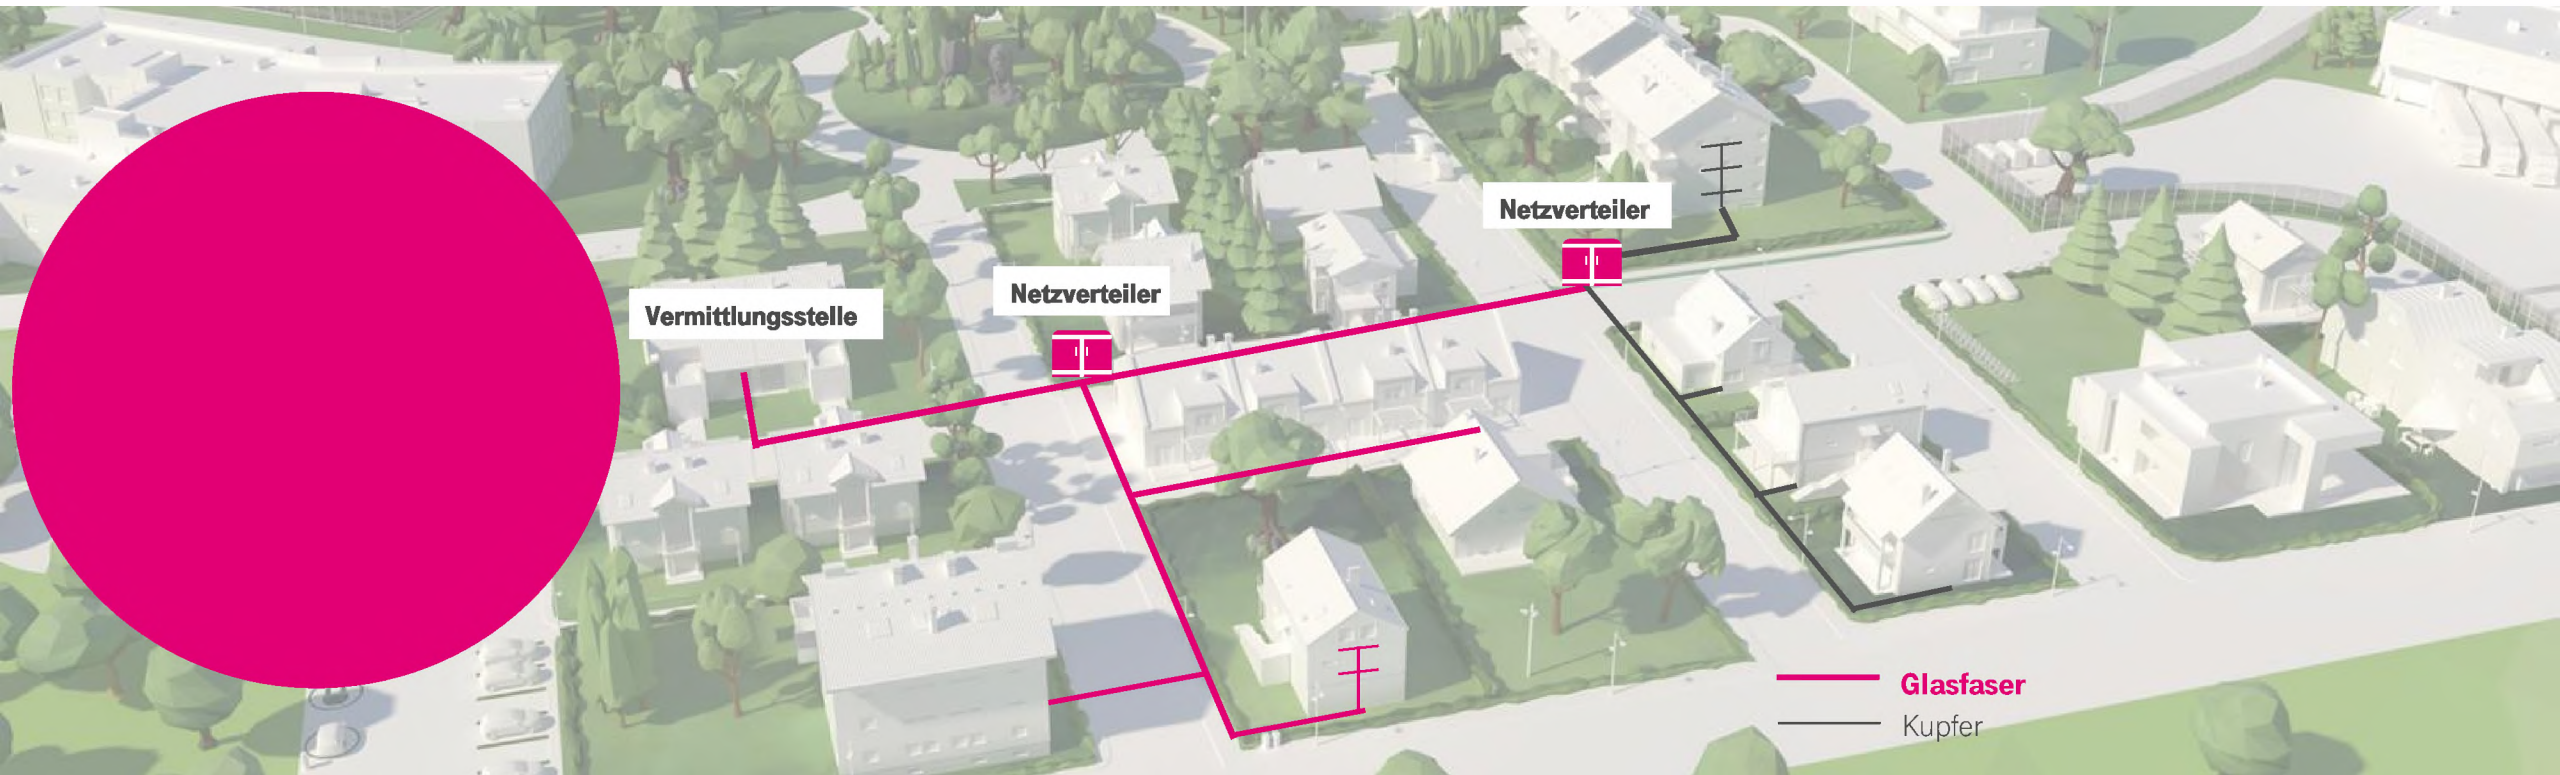 Netzverteiler
Netzverteiler
Vermittlungsstelle
Glasfaser
Kupfer